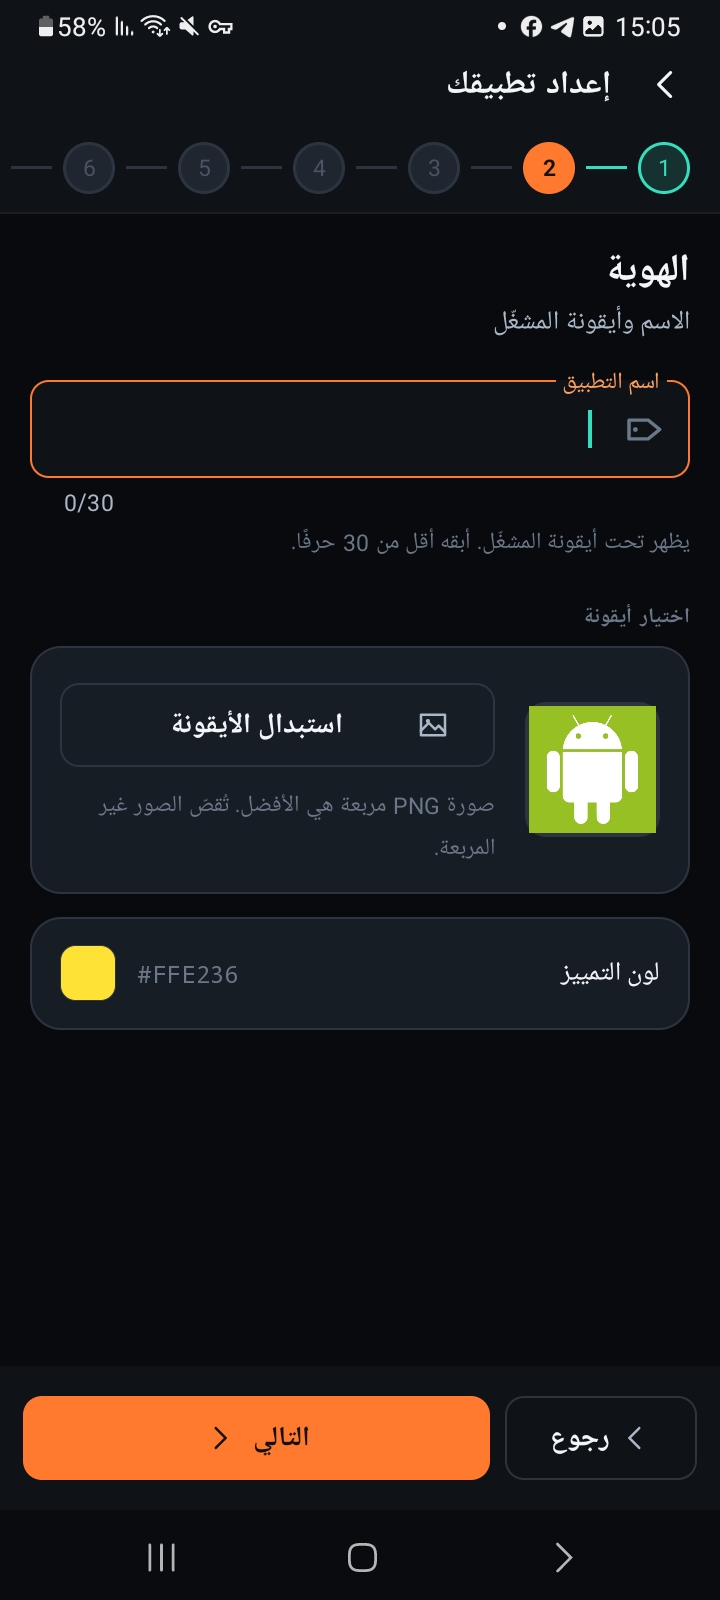 58% 15:05
إعداد تطبيقك
1 2 3 4 5 6
الهوية
الاسم وأيقونة المشغّل
اسم التطبيق
0/30
يظهر تحت أيقونة المشغّل. أبقه أقل من 30 حرفًا.
اختيار أيقونة
استبدال الأيقونة
صورة PNG مربعة هي الأفضل. تُقصّ الصور غير
المربعة.
لون التمييز #FFE236
رجوع التالي